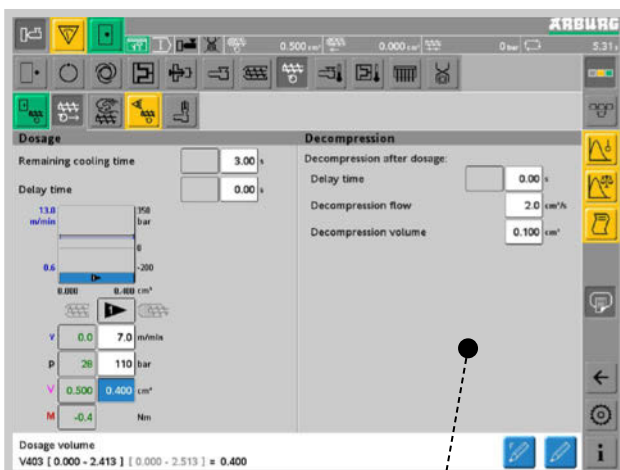 ARBURG
0.500 cm³ 0.000 cm³ 0 bar 5.31 s
Dosage
Remaining cooling time 3.00 s
Delay time 0.00 s
13.8 350
m/min bar
0
0.6 -200
0.000 0.400 cm³
1
v 0.0 7.0 m/min
p 28 110 bar
V 0.500 0.400 cm³
M -0.4 Nm
Decompression
Decompression after dosage:
Delay time 0.00 s
Decompression flow 2.0 cm³/s
Decompression volume 0.100 cm³
Dosage volume
V403 [ 0.000 - 2.413 ] [ 0.000 - 2.513 ] = 0.400
i